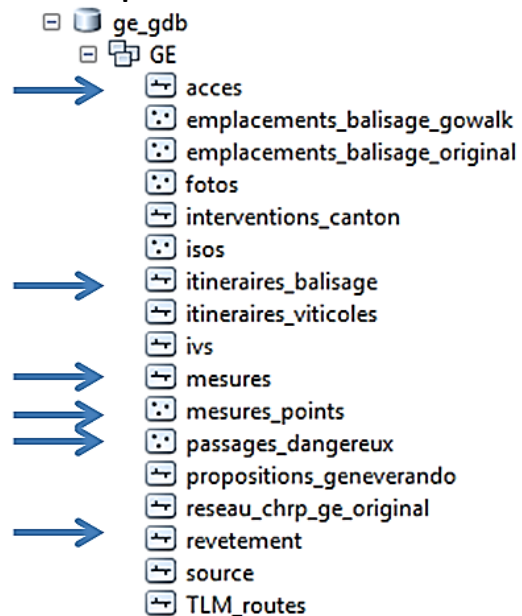 ge_gdb
GE
acces
emplacements_balisage_gowalk
emplacements_balisage_original
fotos
interventions_canton
isos
itineraires_balisage
itineraires_viticoles
ivs
mesures
mesures_points
passages_dangereux
propositions_geneverando
reseau_chrp_ge_original
revetement
source
TLM_routes